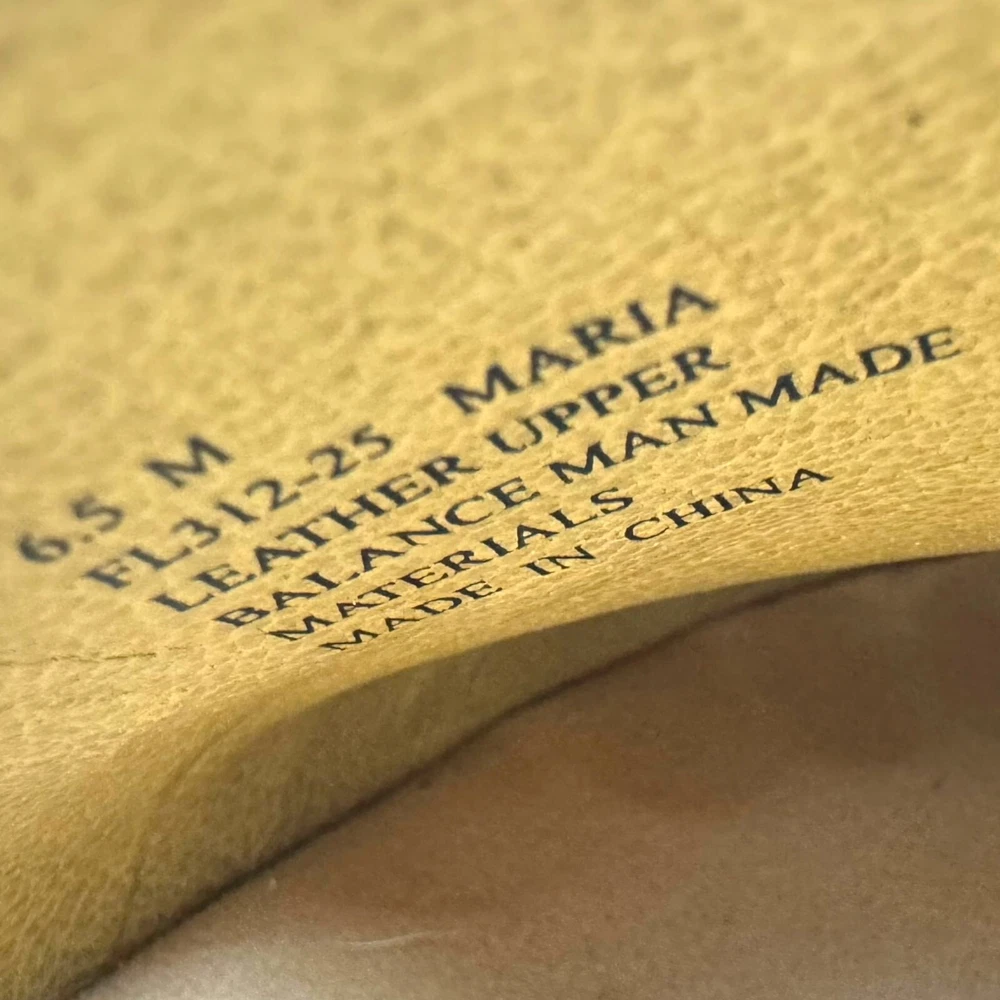 6.5 M
FL312-25 MARIA
LEATHER UPPER
BALANCE MAN MADE
MATERIALS
MADE IN CHINA